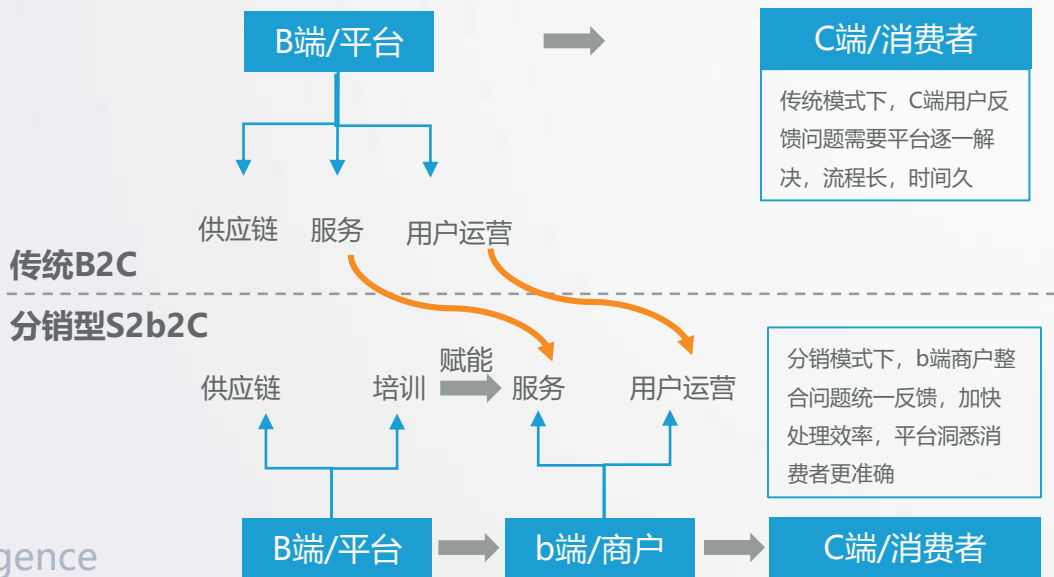 B端/平台
C端/消费者
传统模式下，C端用户反
馈问题需要平台逐一解
决，流程长，时间久
供应链
服务
用户运营
传统B2C
分销型S2b2C
供应链
培训
赋能
服务
用户运营
分销模式下，b端商户整
合问题统一反馈，加快
处理效率，平台洞悉消
费者更准确
B端/平台
b端/商户
C端/消费者
gence